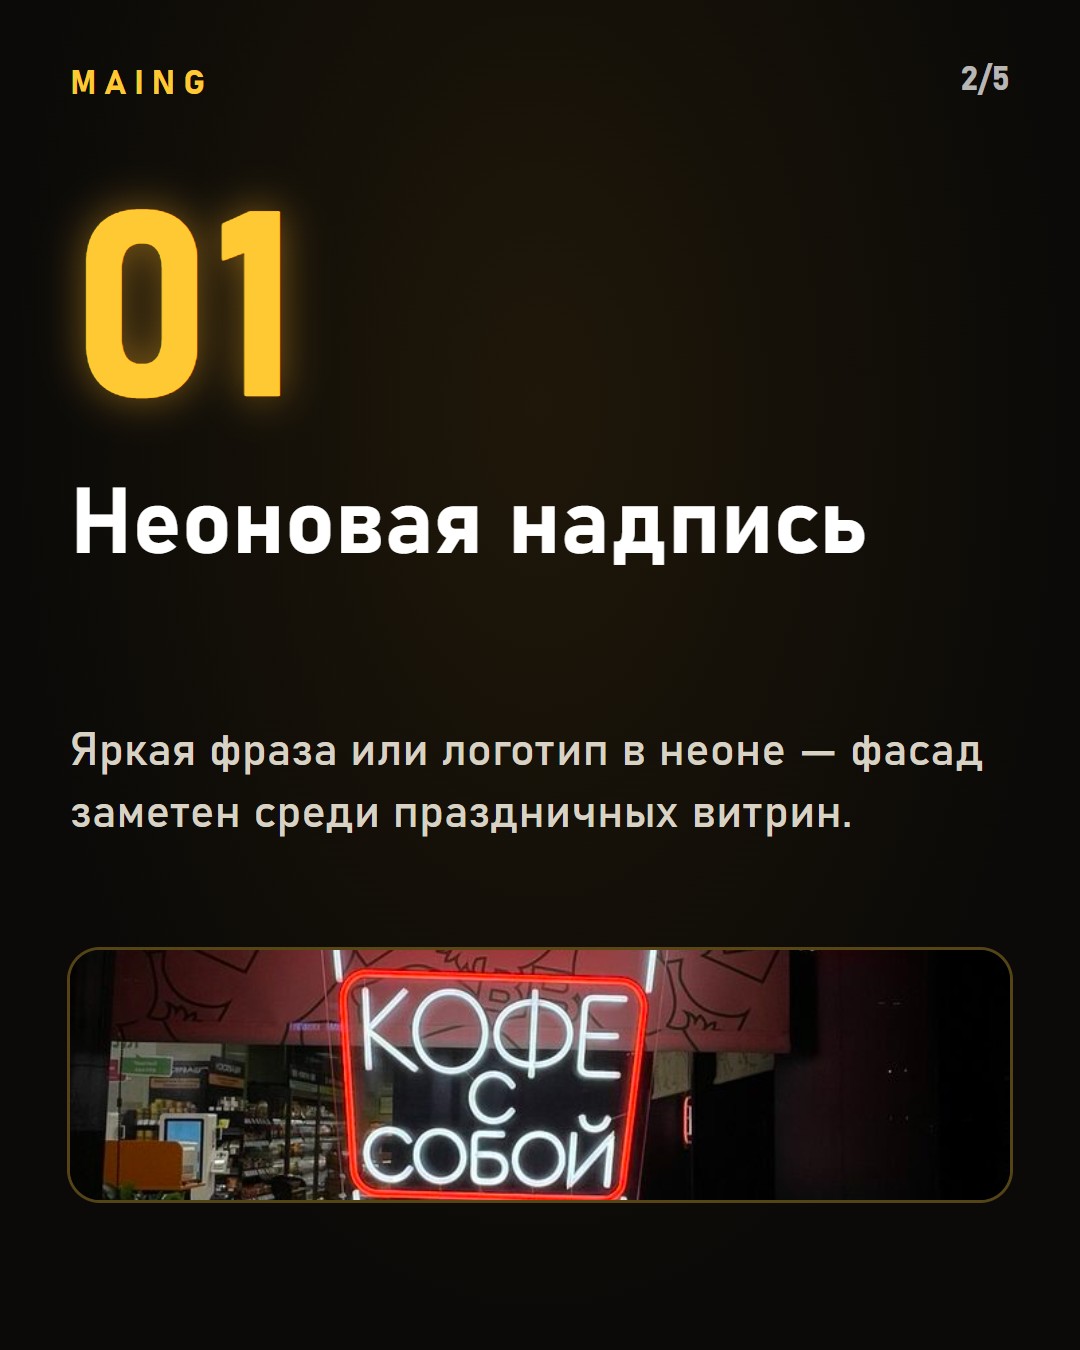 MAING
2/5
01
Неоновая надпись
Яркая фраза или логотип в неоне — фасад
заметен среди праздничных витрин.
КОФЕ
С
СОБОЙ